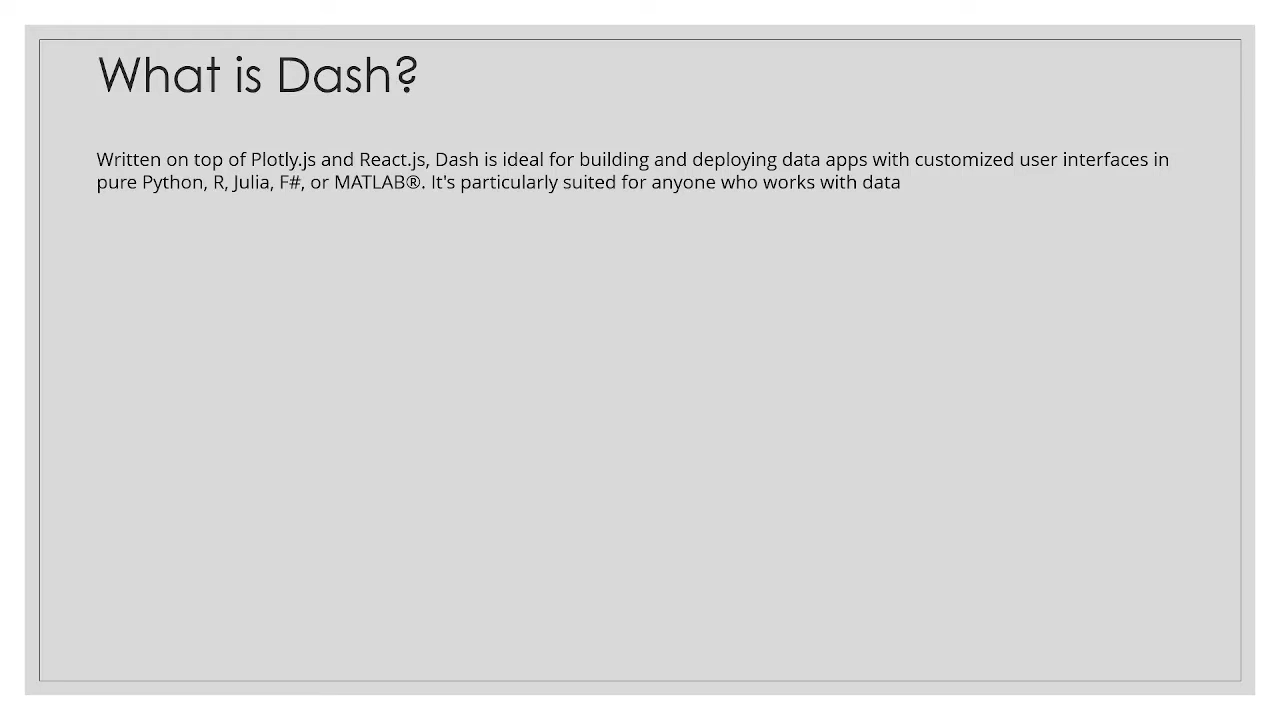 What is Dash?
Written on top of Plotly.js and React.js, Dash is ideal for building and deploying data apps with customized user interfaces in
pure Python, R, Julia, F#, or MATLAB®. It's particularly suited for anyone who works with data